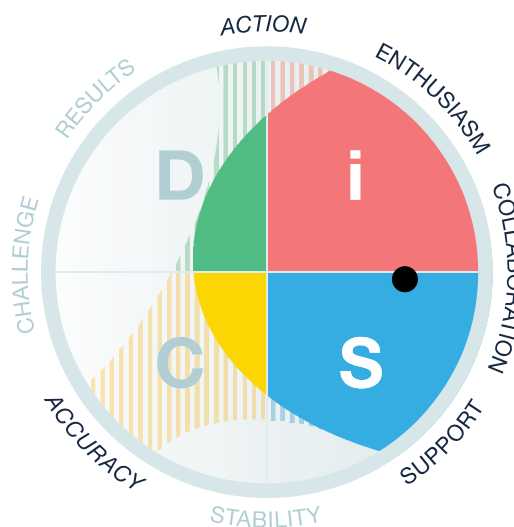 ACTION
ENTHUSIASM
COLLABORATION
SUPPORT
STABILITY
ACCURACY
CHALLENGE
RESULTS
D
i
C
S